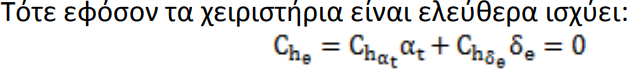 Τότε εφόσον τα χειριστήρια είναι ελεύθερα ισχύει:
C_{h_e} = C_{h_{α_t}} α_t + C_{h_{δ_e}} δ_e = 0